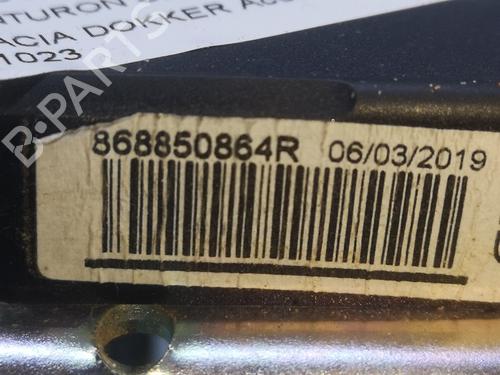 NTURON
ACIA DOKKER
1023
B-PARTS
868850864R 06/03/2019